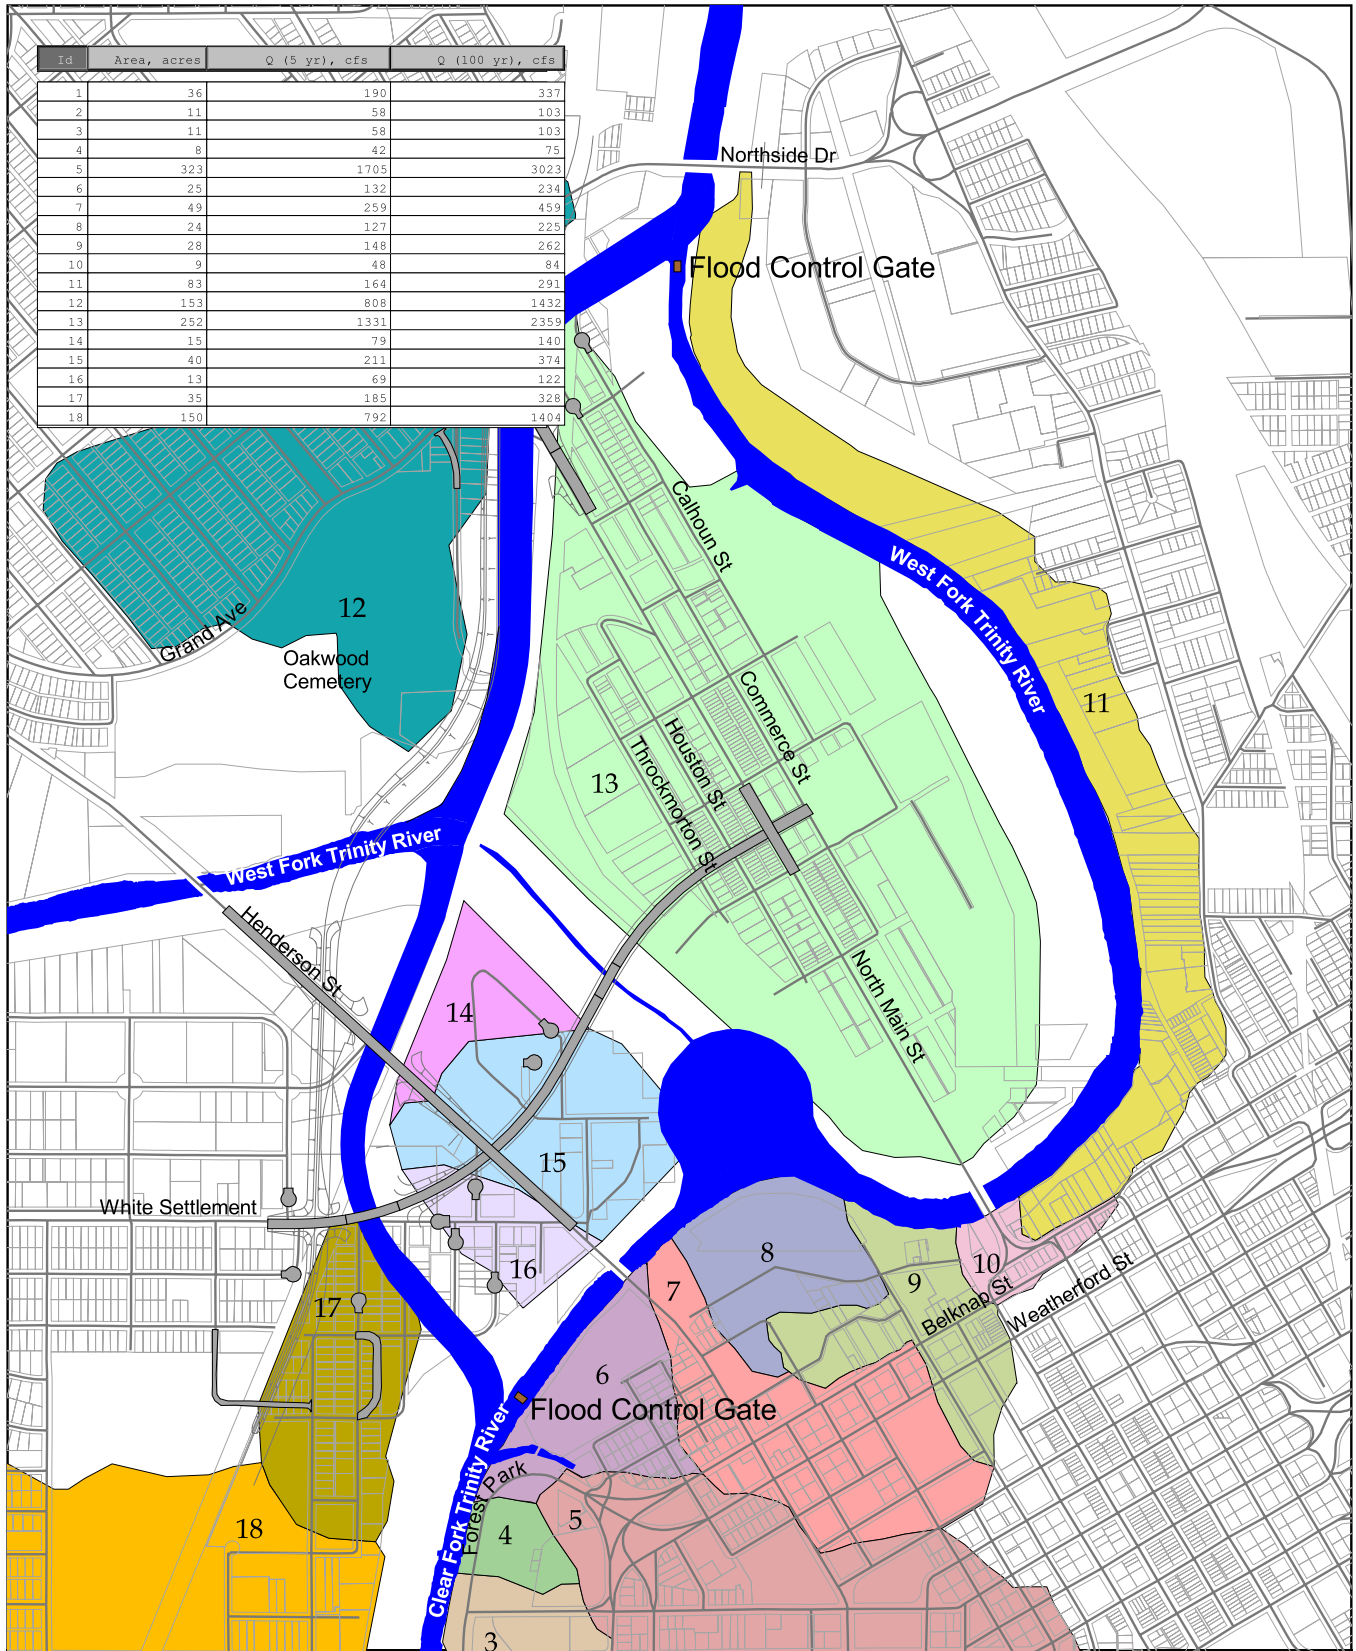 Id Area, acres Q (5 yr), cfs Q (100 yr), cfs
1 36 190 337
2 11 58 103
3 11 58 103
4 8 42 75
5 323 1705 3023
6 25 132 234
7 49 259 459
8 24 127 225
9 28 148 262
10 9 48 84
11 83 164 291
12 153 808 1432
13 252 1331 2359
14 15 79 140
15 40 211 374
16 13 69 122
17 35 185 328
18 150 792 1404
Northside Dr
Flood Control Gate
Calhoun St
West Fork Trinity River
12
Grand Ave
Oakwood
Cemetery
Commerce St
11
Houston St
Throckmorton St
13
West Fork Trinity River
Henderson St
North Main St
14
15
White Settlement
16
8
10
9
7
17
Belknap St
Weatherford St
6
Flood Control Gate
Clear Fork Trinity River
Forest Park
5
4
18
3